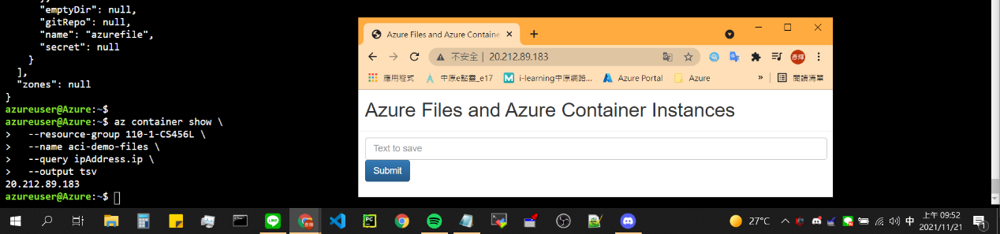 "emptyDir": null,
"gitRepo": null,
"name": "azurefile",
"secret": null
}
],
"zones": null
}
azureuser@Azure:~$
azureuser@Azure:~$ az container show \
>   --resource-group 110-1-CS456L \
>   --name aci-demo-files \
>   --query ipAddress.ip \
>   --output tsv
20.212.89.183
azureuser@Azure:~$
Azure Files and Azure Containe
不安全 | 20.212.89.183
彥輝
應用程式 中原e點靈_e17 i-learning中原網路... Azure Portal Azure » 閱讀清單
Azure Files and Azure Container Instances
Text to save
Submit
27°C 中 上午 09:52
2021/11/21
1